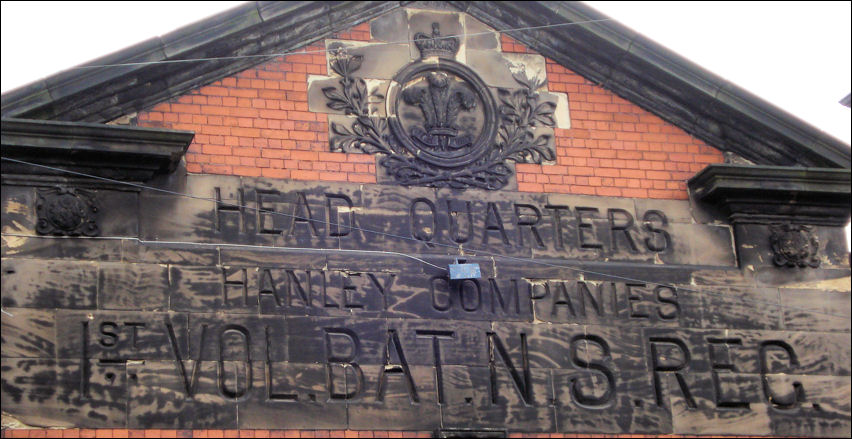 HEAD QUARTERS
HANLEY COMPANIES
1ST VOL. BAT. N. S. REG.